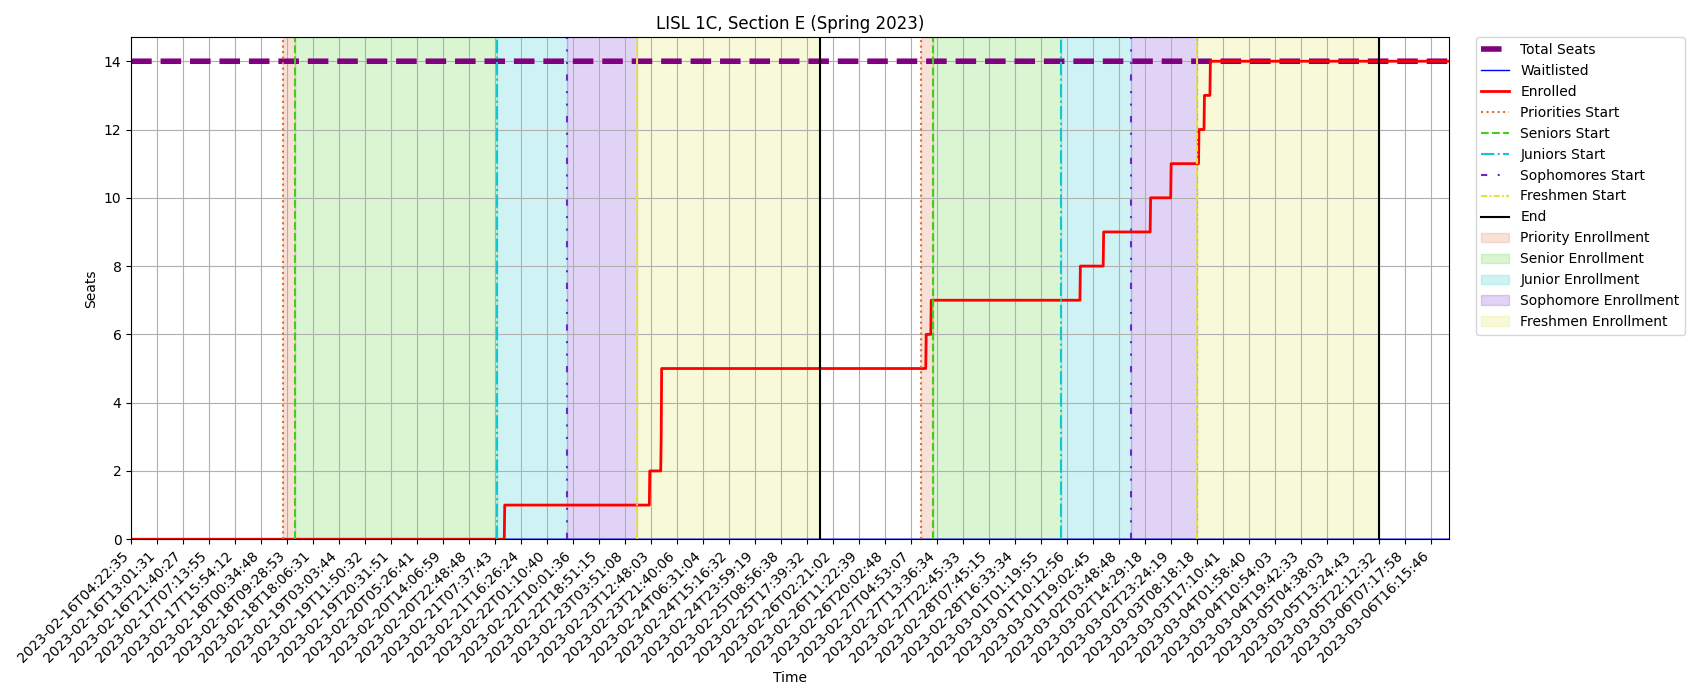 LISL 1C, Section E (Spring 2023)
Total Seats
Waitlisted
Enrolled
Priorities Start
Seniors Start
Juniors Start
Sophomores Start
Freshmen Start
End
Priority Enrollment
Senior Enrollment
Junior Enrollment
Sophomore Enrollment
Freshmen Enrollment
Seats
14
12
10
8
6
4
2
0
2023-02-16T04:22:35
2023-02-16T13:01:31
2023-02-16T21:40:27
2023-02-17T07:13:55
2023-02-17T15:54:12
2023-02-18T00:34:48
2023-02-18T09:28:53
2023-02-18T18:06:31
2023-02-19T03:03:44
2023-02-19T11:50:32
2023-02-19T20:31:51
2023-02-20T05:26:41
2023-02-20T14:06:59
2023-02-20T22:48:48
2023-02-21T07:37:43
2023-02-21T16:26:24
2023-02-22T01:10:40
2023-02-22T10:01:36
2023-02-22T18:51:15
2023-02-23T03:51:08
2023-02-23T12:48:03
2023-02-23T21:40:06
2023-02-24T06:31:04
2023-02-24T15:16:32
2023-02-24T23:59:19
2023-02-25T08:56:38
2023-02-25T17:39:32
2023-02-26T02:21:02
2023-02-26T11:22:39
2023-02-26T20:02:48
2023-02-27T04:53:07
2023-02-27T13:36:34
2023-02-27T22:45:33
2023-02-28T07:45:15
2023-02-28T16:33:34
2023-03-01T01:19:55
2023-03-01T10:12:56
2023-03-01T19:02:45
2023-03-02T03:48:48
2023-03-02T14:29:18
2023-03-02T23:24:19
2023-03-03T08:18:18
2023-03-03T17:10:41
2023-03-04T01:58:40
2023-03-04T10:54:03
2023-03-04T19:42:33
2023-03-05T04:38:03
2023-03-05T13:24:43
2023-03-05T22:12:32
2023-03-06T07:17:58
2023-03-06T16:15:46
Time